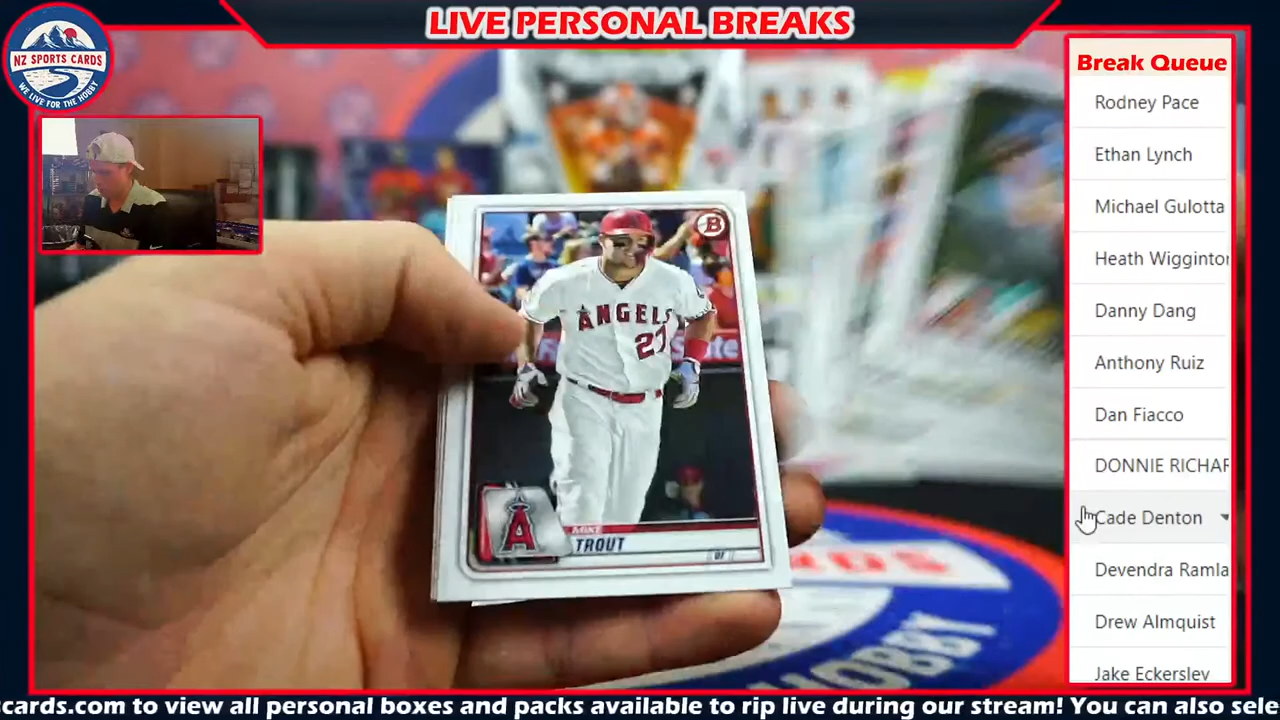 LIVE PERSONAL BREAKS
NZ SPORTS CARDS
WE LIVE FOR THE HOBBY
Break Queue
Rodney Pace
Ethan Lynch
Michael Gulotta
Heath Wiggintor
Danny Dang
Anthony Ruiz
Dan Fiacco
DONNIE RICHAR
Cade Denton
Devendra Ramla
Drew Almquist
Jake Eckersley
B
ANGELS
27
A
MIKE
TROUT
OF
CARDS
HOBBY
scards.com to view all personal boxes and packs available to rip live during our stream! You can also sele